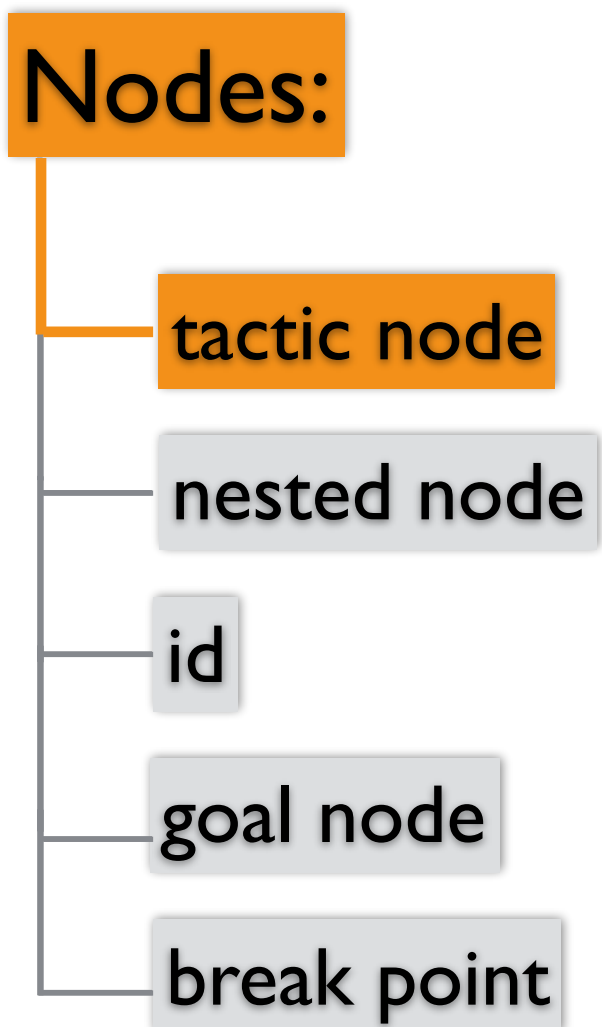 Nodes:
tactic node
nested node
id
goal node
break point